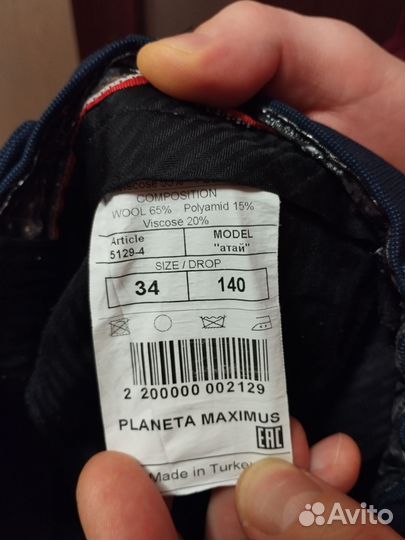 COMPOSITION
WOOL 65% Polyamid 15%
Viscose 20%
Article
5129-4
MODEL
"атай"
SIZE / DROP
34
140
2 200000 002129
PLANETA MAXIMUS
EAC
Made in Turkey
Avito